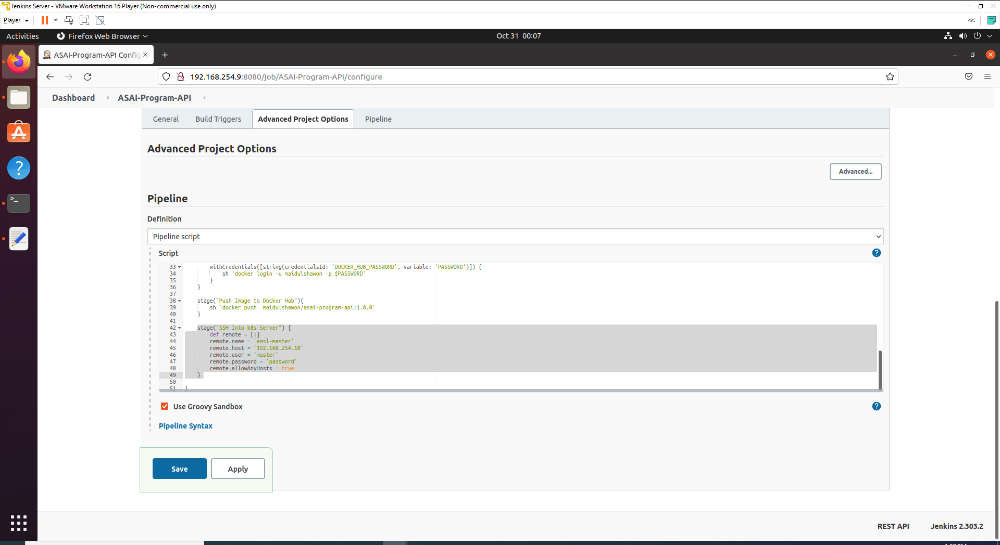 Jenkins Server - VMware Workstation 16 Player (Non-commercial use only)
Player
Activities
Firefox Web Browser
Oct 31 00:07
ASAI-Program-API Config
192.168.254.9:8080/job/ASAI-Program-API/configure
Dashboard
ASAI-Program-API
General
Build Triggers
Advanced Project Options
Pipeline
Advanced Project Options
Advanced...
Pipeline
Definition
Pipeline script
Script
33 withCredentials([string(credentialsId: 'DOCKER_HUB_PASSWORD', variable: 'PASSWORD')]) {
34 sh 'docker login -u maidulshawon -p $PASSWORD'
35 }
36 }
37
38 stage("Push Image to Docker Hub"){
39 sh 'docker push  maidulshawon/asai-program-api:1.0.0'
40 }
41
42 stage("SSH Into k8s Server") {
43 def remote = [:]
44 remote.name = 'amsl-master'
45 remote.host = '192.168.254.10'
46 remote.user = 'master'
47 remote.password = 'password'
48 remote.allowAnyHosts = true
49 }
50
51 }
Use Groovy Sandbox
Pipeline Syntax
Save
Apply
REST API
Jenkins 2.303.2